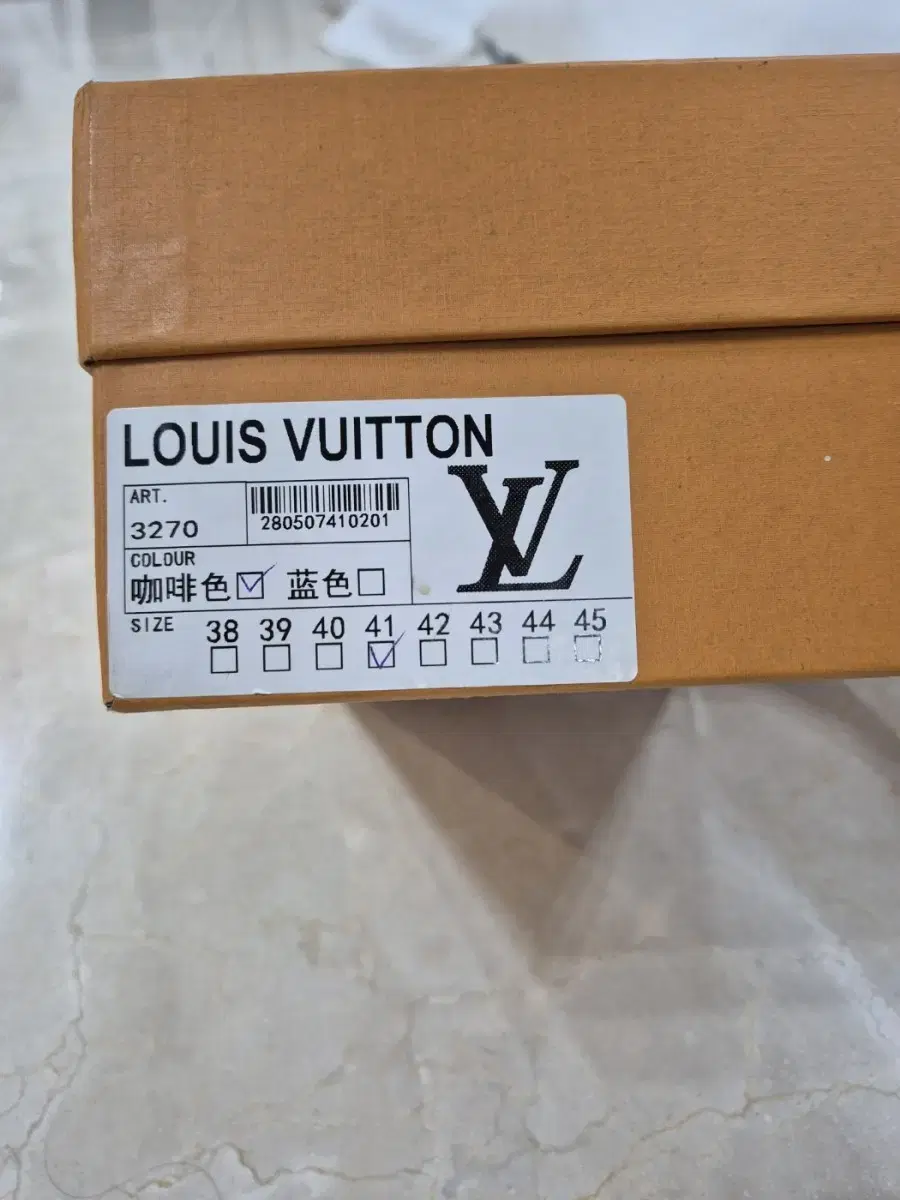 LOUIS VUITTON
ART.
3270
280507410201
LV
COLOUR
咖啡色☑ 蓝色☐
SIZE 38 39 40 41 42 43 44 45
☐ ☐ ☐ ☑ ☐ ☐ ☐ ☐